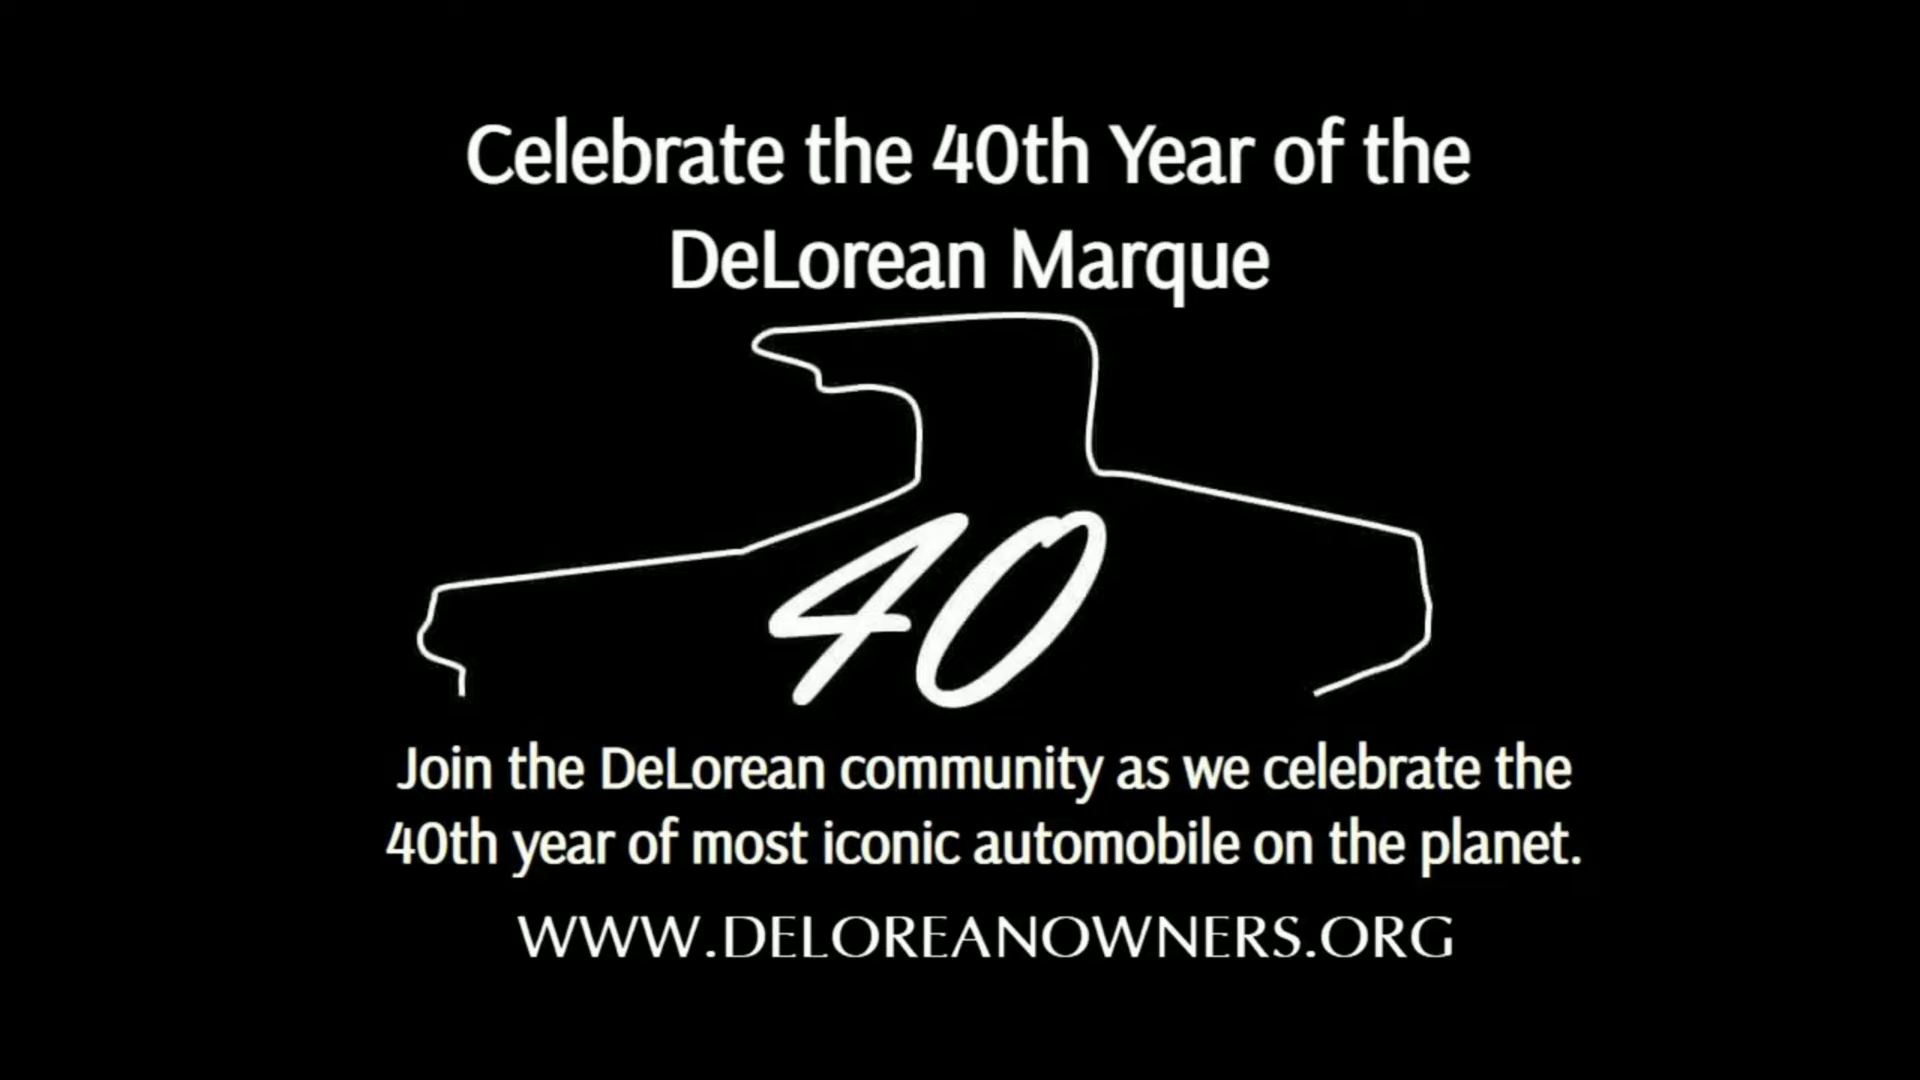 Celebrate the 40th Year of the
DeLorean Marque
40
Join the DeLorean community as we celebrate the
40th year of most iconic automobile on the planet.
WWW.DELOREANOWNERS.ORG